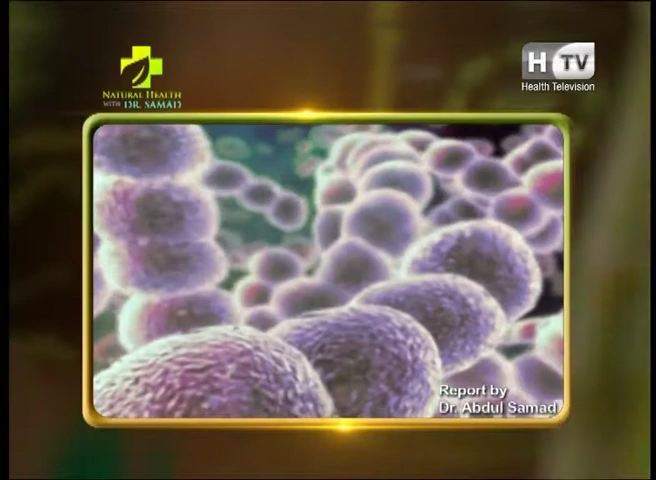 NATURAL HEALTH
WITH DR. SAMAD
H TV
Health Television
Report by
Dr. Abdul Samad